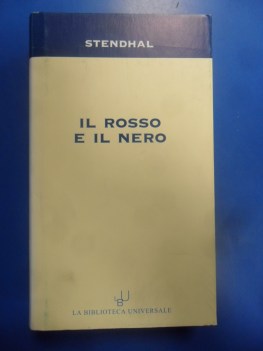 STENDHAL
IL ROSSO
E IL NERO
LA BIBLIOTECA UNIVERSALE